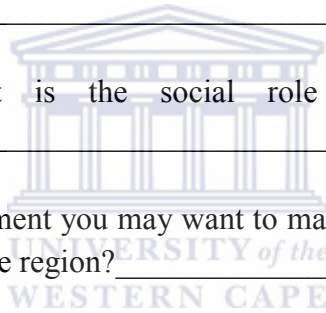 is the social role
ment you may want to ma
UNIVERSITY of the
e region?
WESTERN CAPE